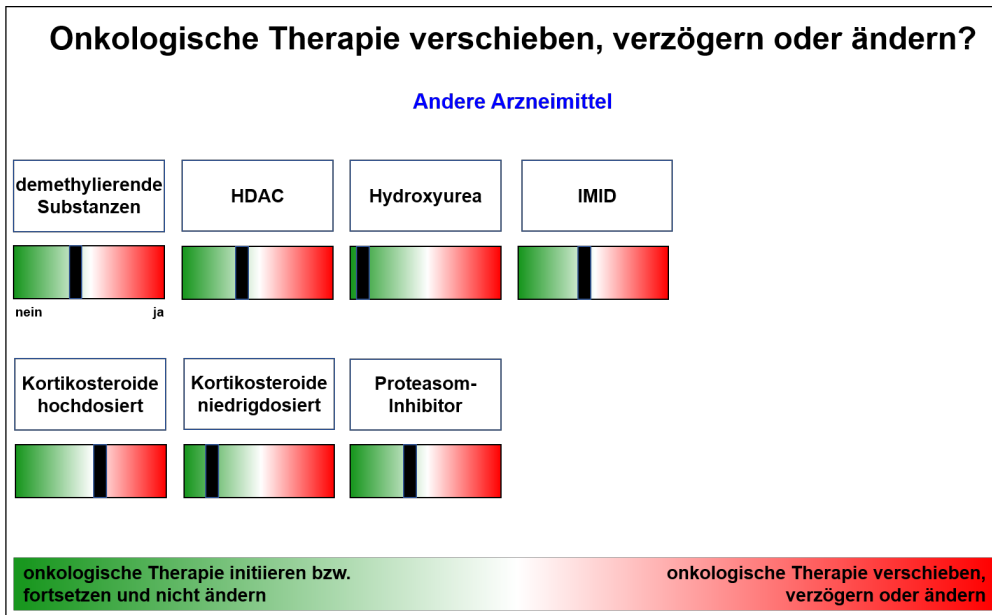 Onkologische Therapie verschieben, verzögern oder ändern?
Andere Arzneimittel
demethylierende
Substanzen
HDAC
Hydroxyurea
IMID
nein
ja
Kortikosteroide
hochdosiert
Kortikosteroide
niedrigdosiert
Proteasom-
Inhibitor
onkologische Therapie initiieren bzw.
fortsetzen und nicht ändern
onkologische Therapie verschieben,
verzögern oder ändern